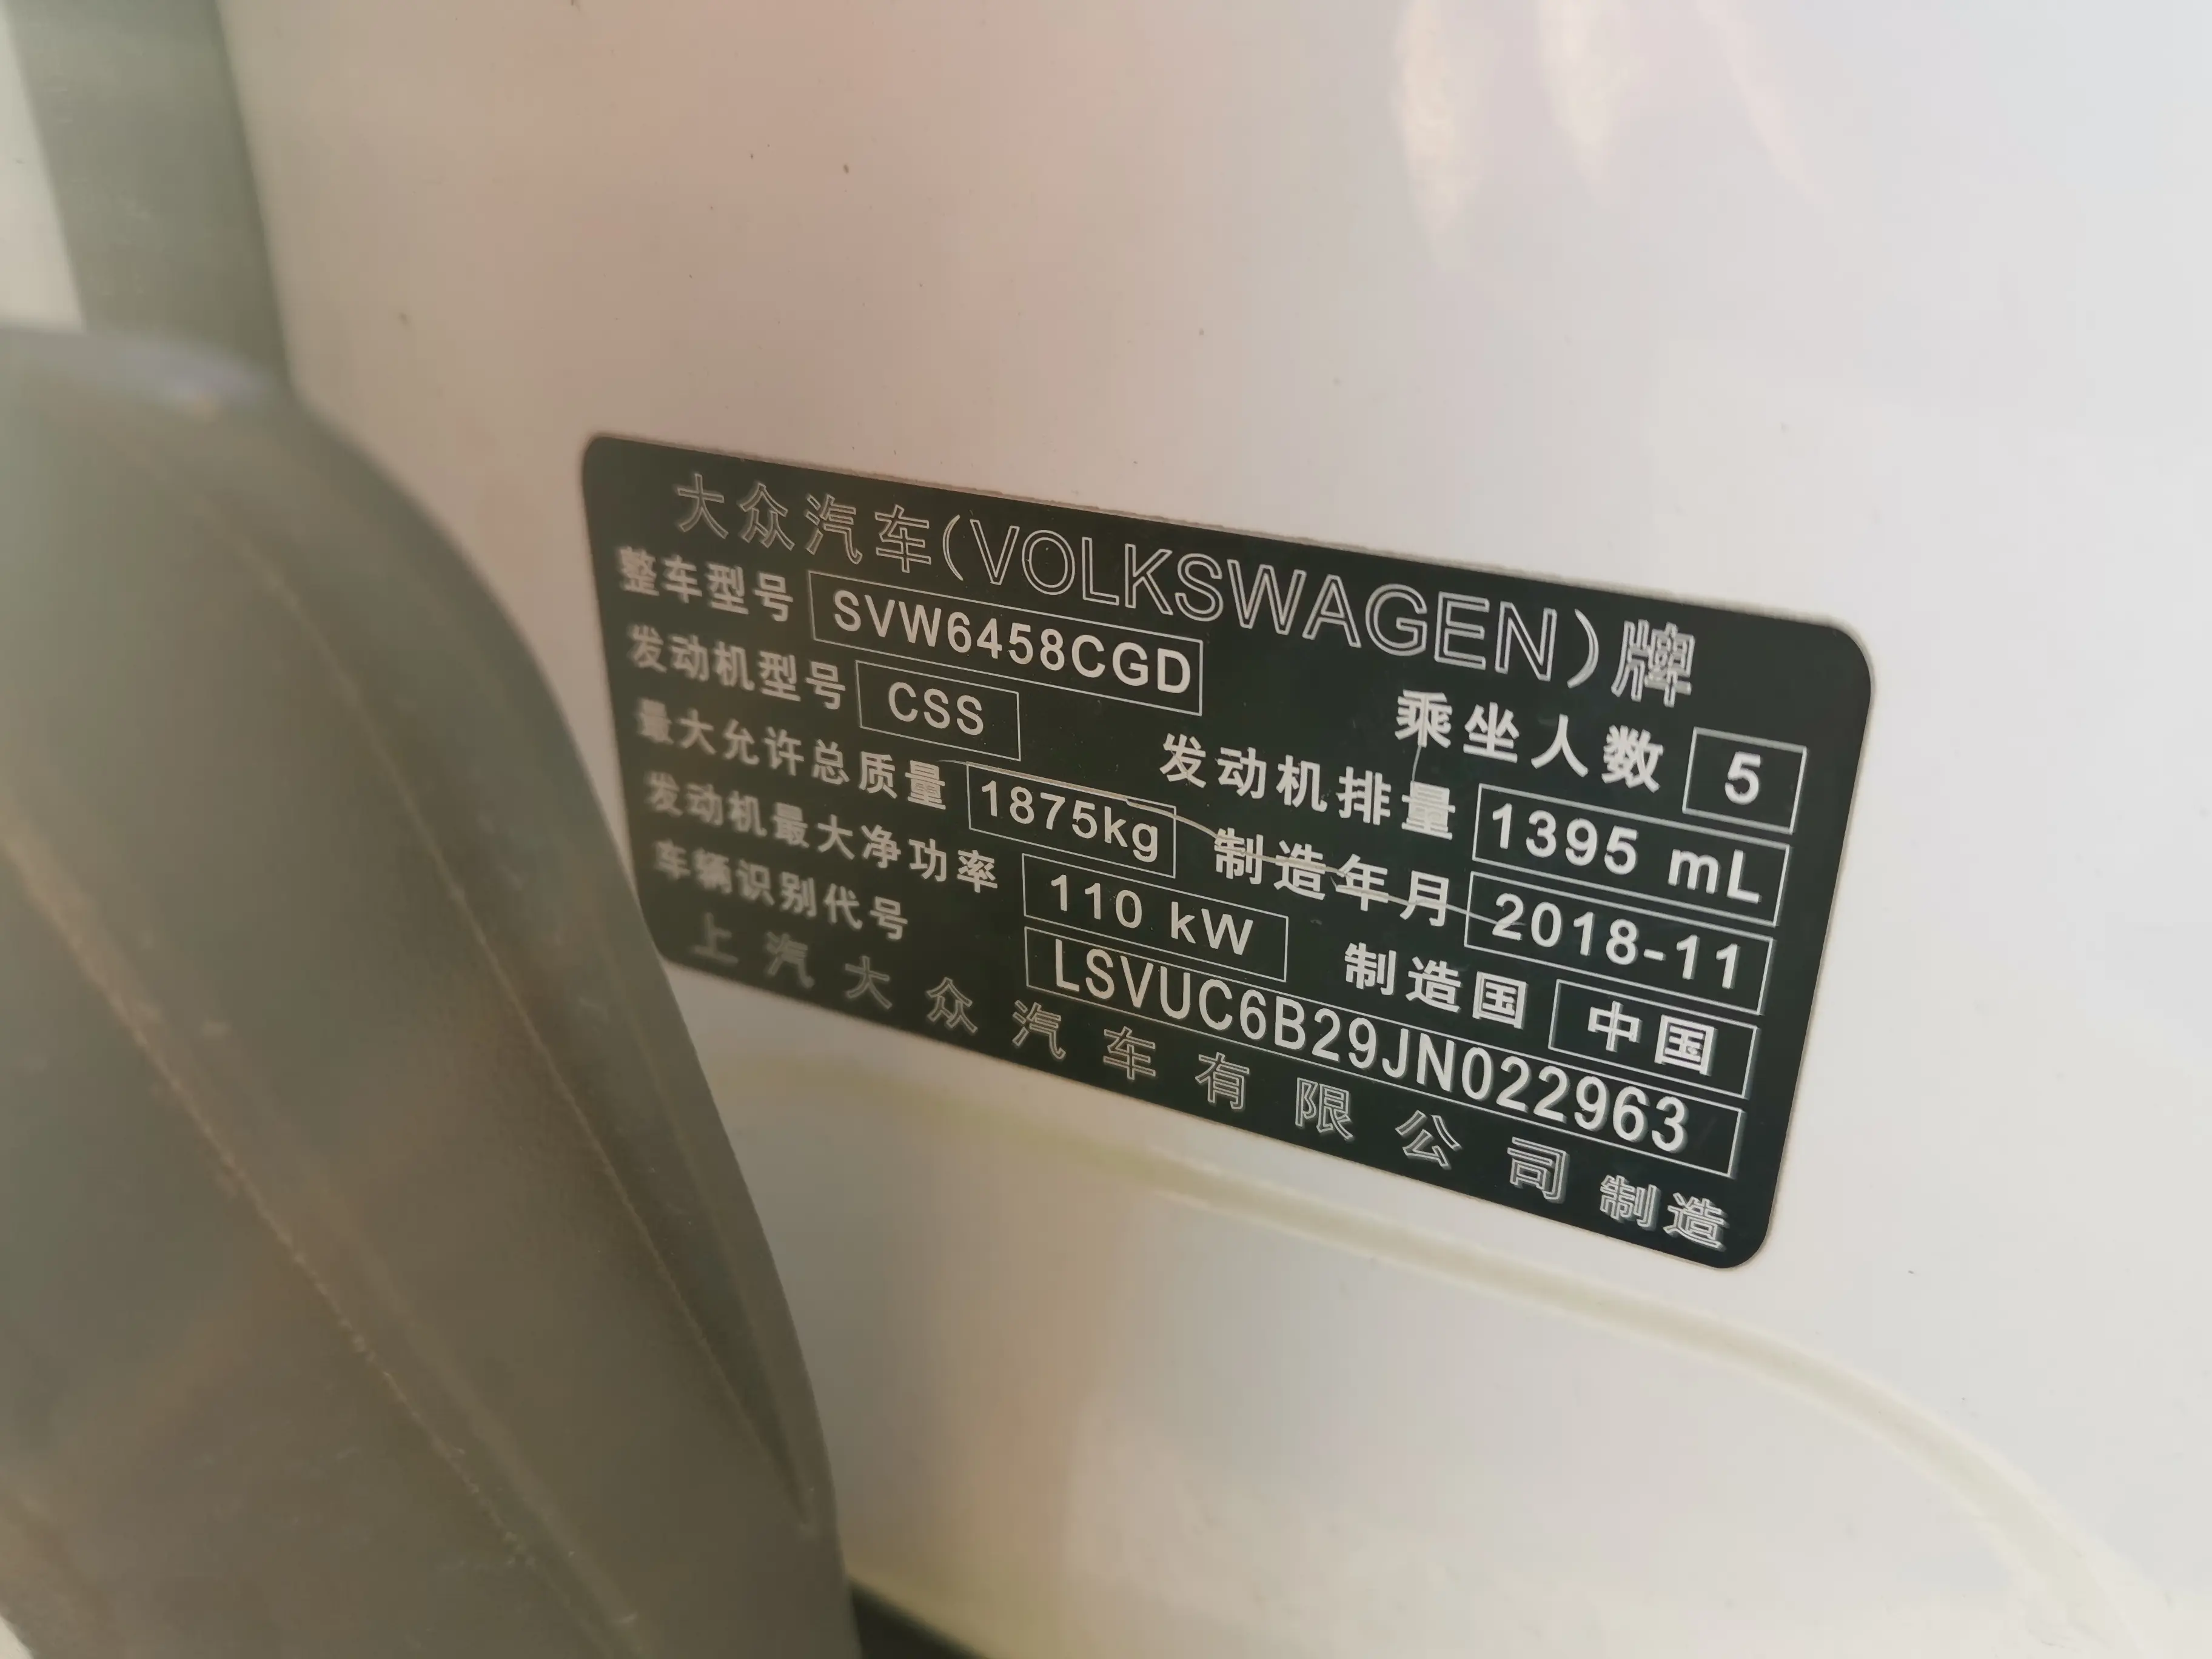 大众汽车(VOLKSWAGEN)牌
整车型号 SVW6458CGD 乘坐人数 5
发动机型号 CSS 发动机排量 1395 mL
最大允许总质量 1875kg 制造年月 2018-11
发动机最大净功率 110 kW 制造国 中国
车辆识别代号 LSVUC6B29JN022963
上汽大众汽车有限公司制造